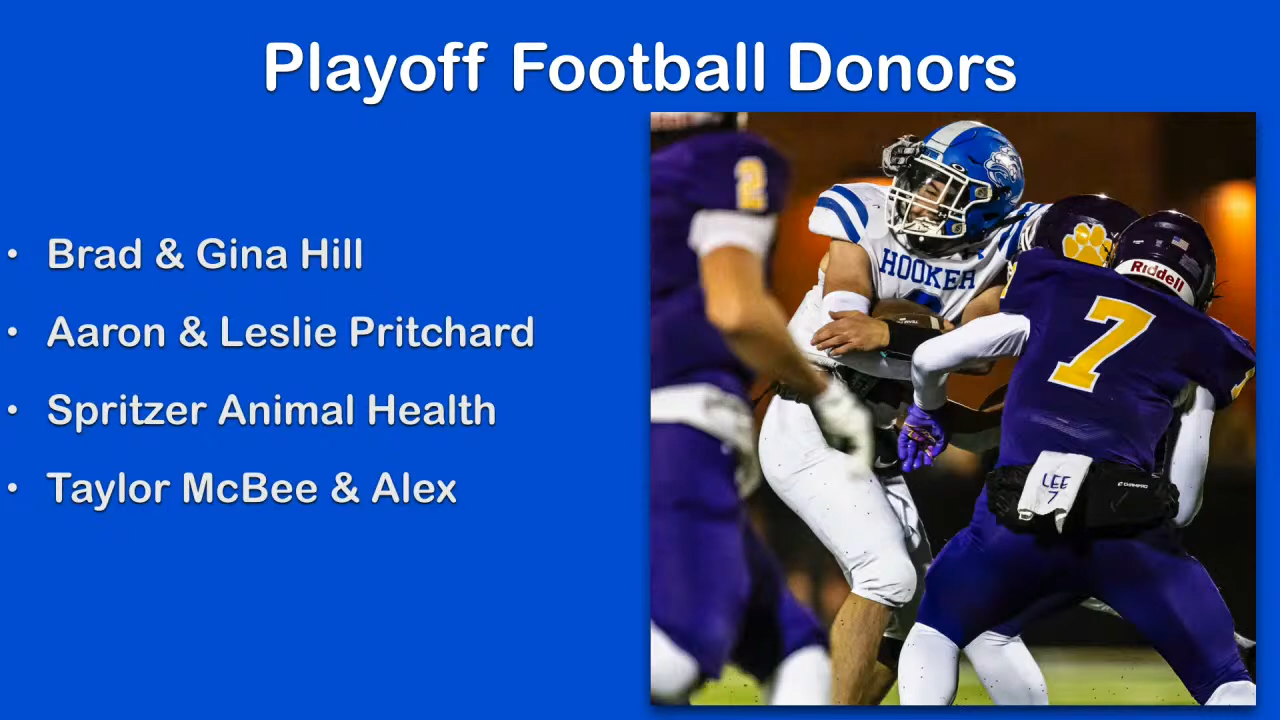 Playoff Football Donors
• Brad & Gina Hill
• Aaron & Leslie Pritchard
• Spritzer Animal Health
• Taylor McBee & Alex
2
HOOKER
Riddell
7
LEE
7
CHAMPRO